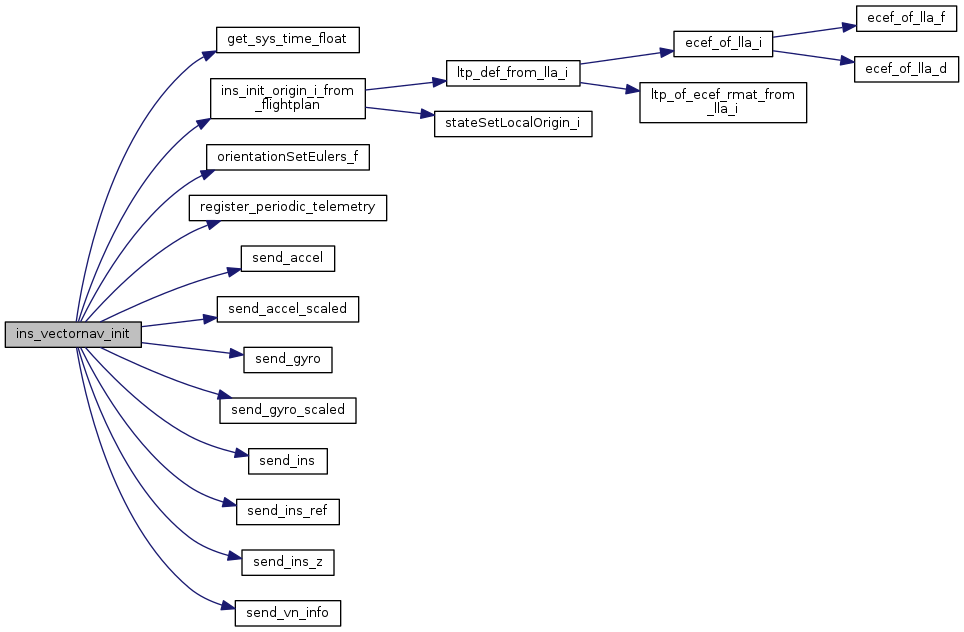 ins_vectornav_init
get_sys_time_float
ins_init_origin_i_from
_flightplan
ltp_def_from_lla_i
ecef_of_lla_i
ecef_of_lla_f
ecef_of_lla_d
ltp_of_ecef_rmat_from
_lla_i
stateSetLocalOrigin_i
orientationSetEulers_f
register_periodic_telemetry
send_accel
send_accel_scaled
send_gyro
send_gyro_scaled
send_ins
send_ins_ref
send_ins_z
send_vn_info